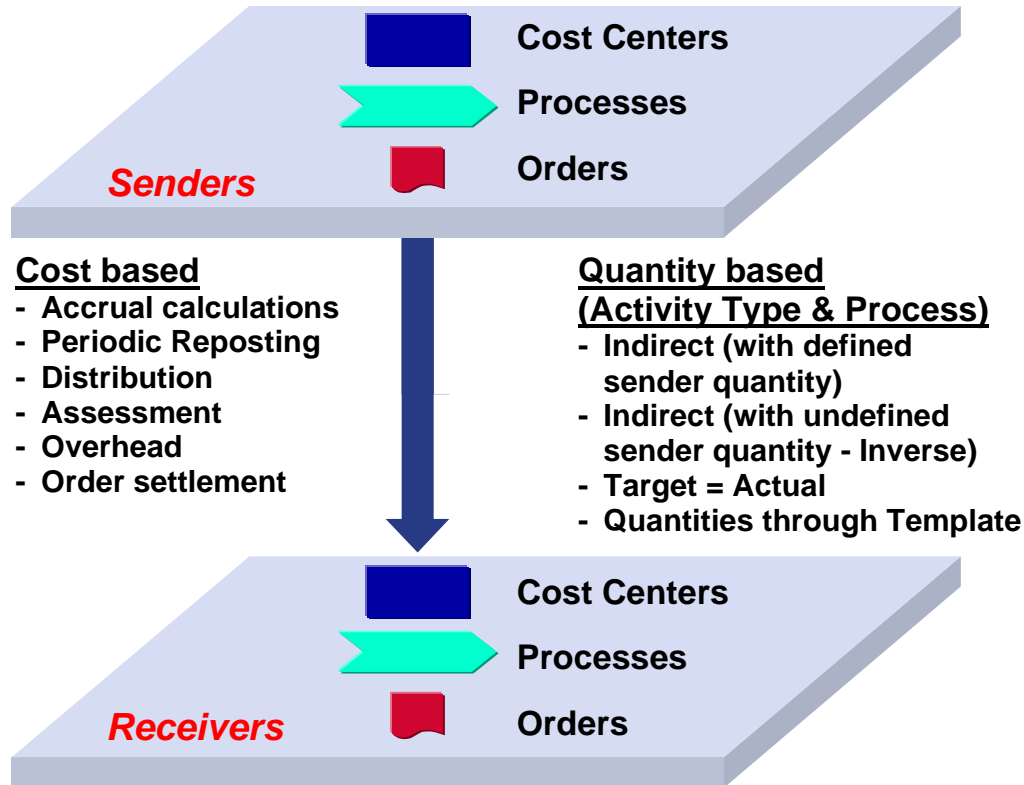 Cost Centers
Processes
Orders
Senders
Cost based
- Accrual calculations
- Periodic Reposting
- Distribution
- Assessment
- Overhead
- Order settlement
Quantity based
(Activity Type & Process)
- Indirect (with defined
sender quantity)
- Indirect (with undefined
sender quantity - Inverse)
- Target = Actual
- Quantities through Template
Cost Centers
Processes
Orders
Receivers